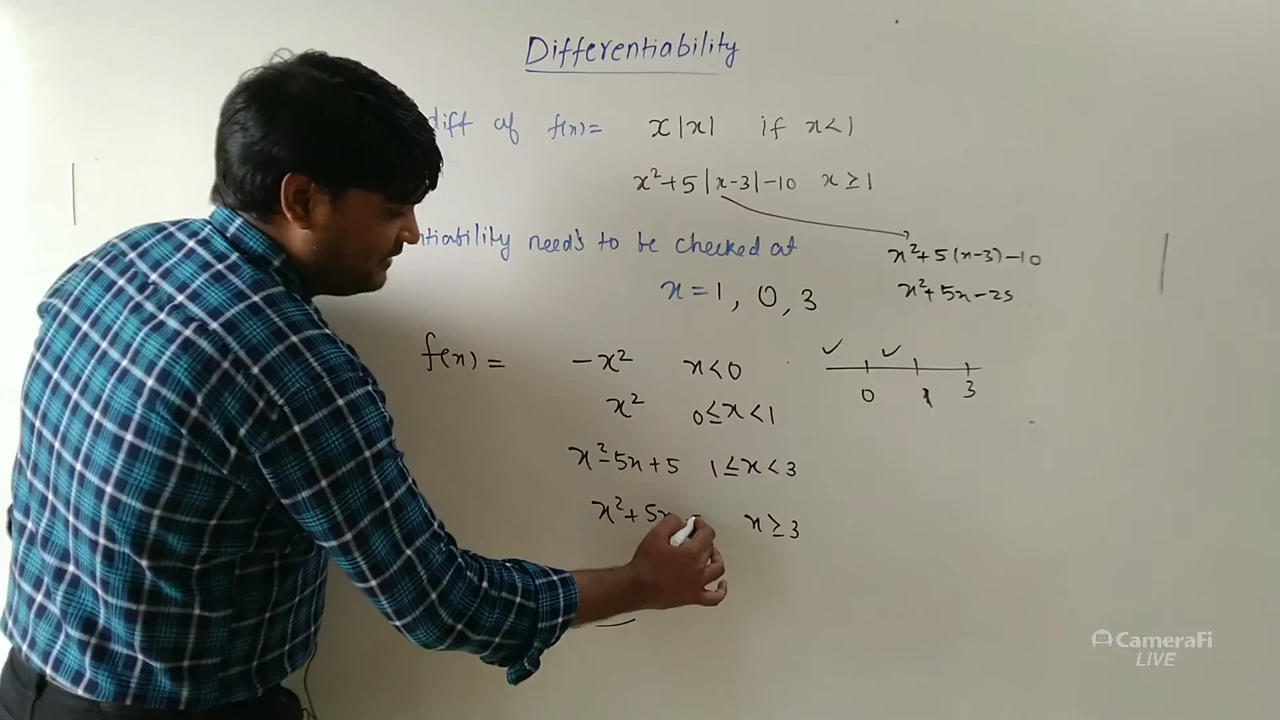 Differentiability
diff of f(x) = x|x| if x<1
x²+5|x-3|-10 x≥1
needs to be checked at
x²+5(x-3)-10
x = 1, 0, 3
x²+5x-25
f(x) = -x² x<0
0 1 3
x² 0≤x<1
x²-5x+5 1≤x<3
x²+5x x≥3
CameraFi
LIVE